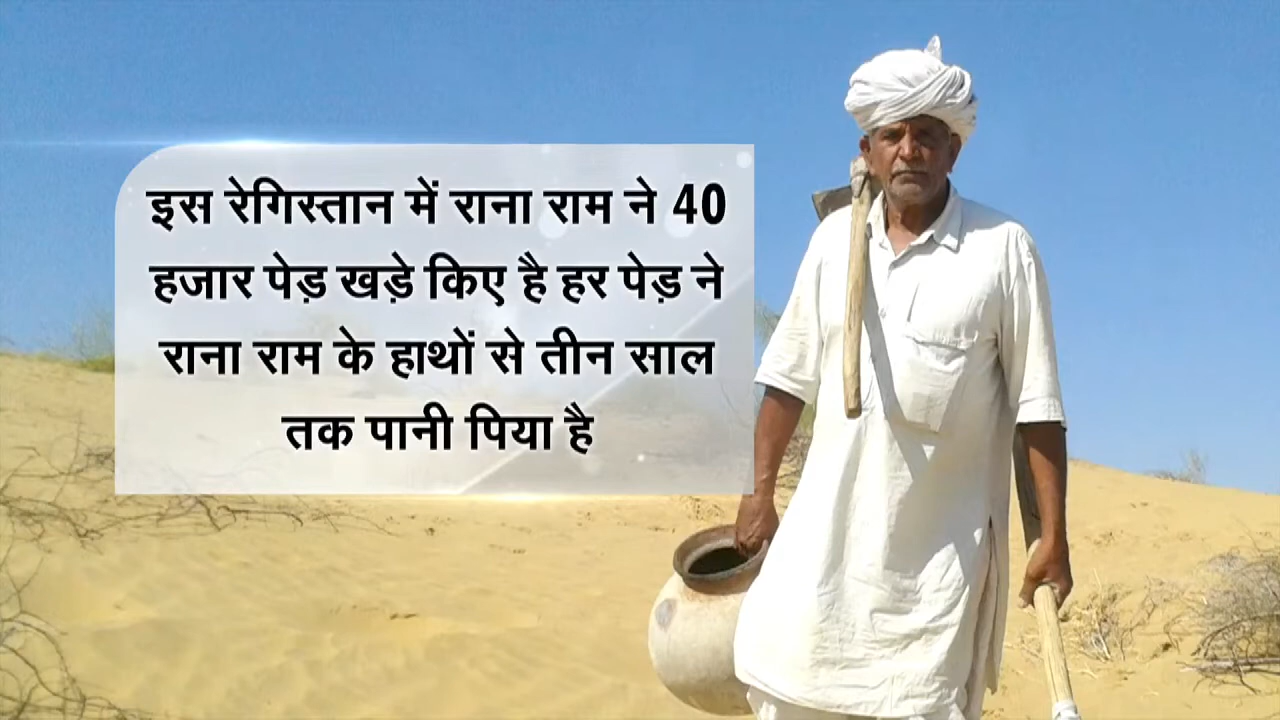 इस रेगिस्तान में राना राम ने 40
हजार पेड़ खड़े किए है हर पेड़ ने
राना राम के हाथों से तीन साल
तक पानी पिया है